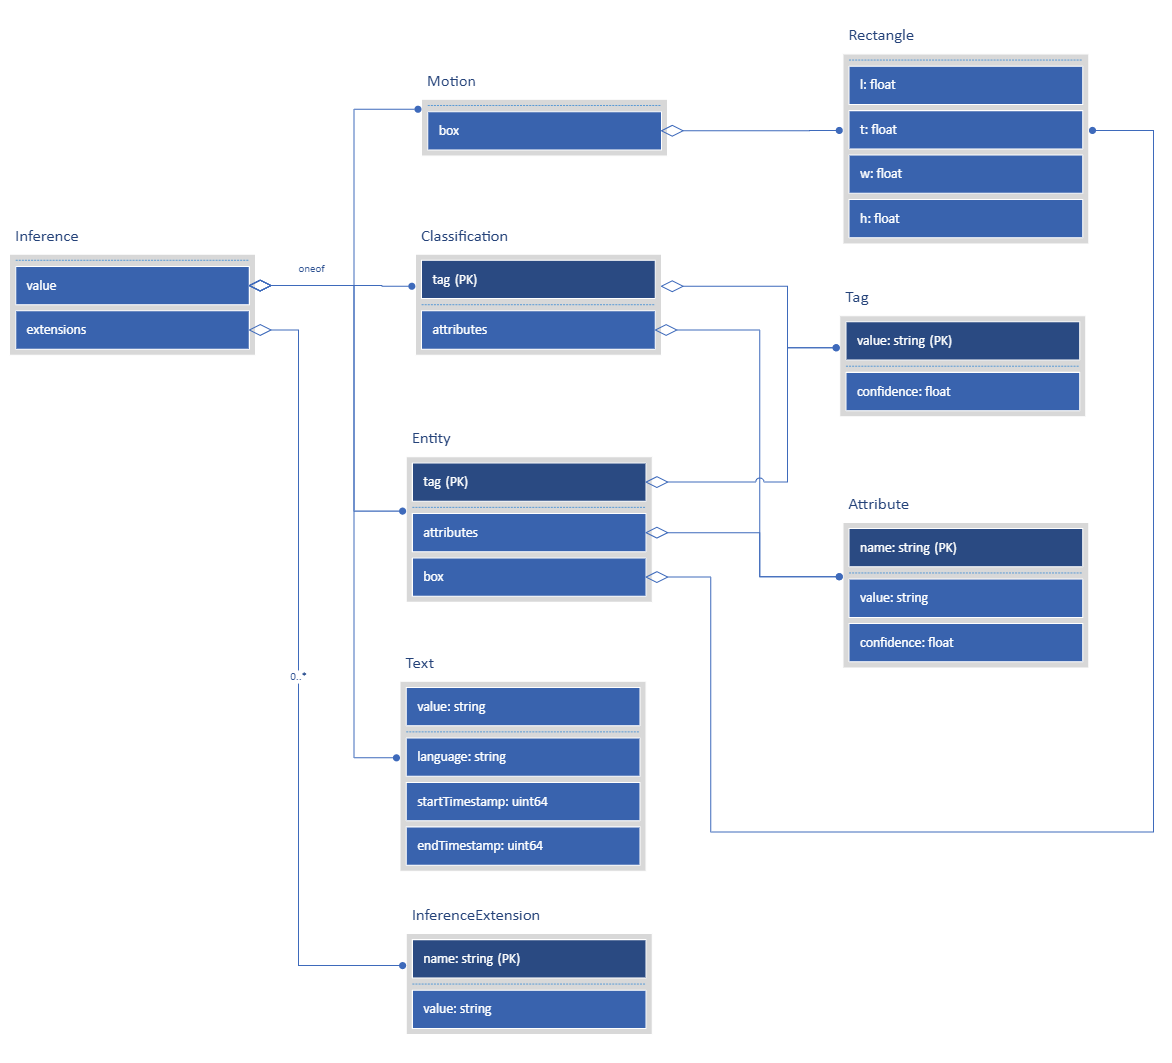 Rectangle
l: float
t: float
w: float
h: float
Motion
box
Inference
value
extensions
oneof
0..*
Classification
tag (PK)
attributes
Tag
value: string (PK)
confidence: float
Entity
tag (PK)
attributes
box
Attribute
name: string (PK)
value: string
confidence: float
Text
value: string
language: string
startTimestamp: uint64
endTimestamp: uint64
InferenceExtension
name: string (PK)
value: string